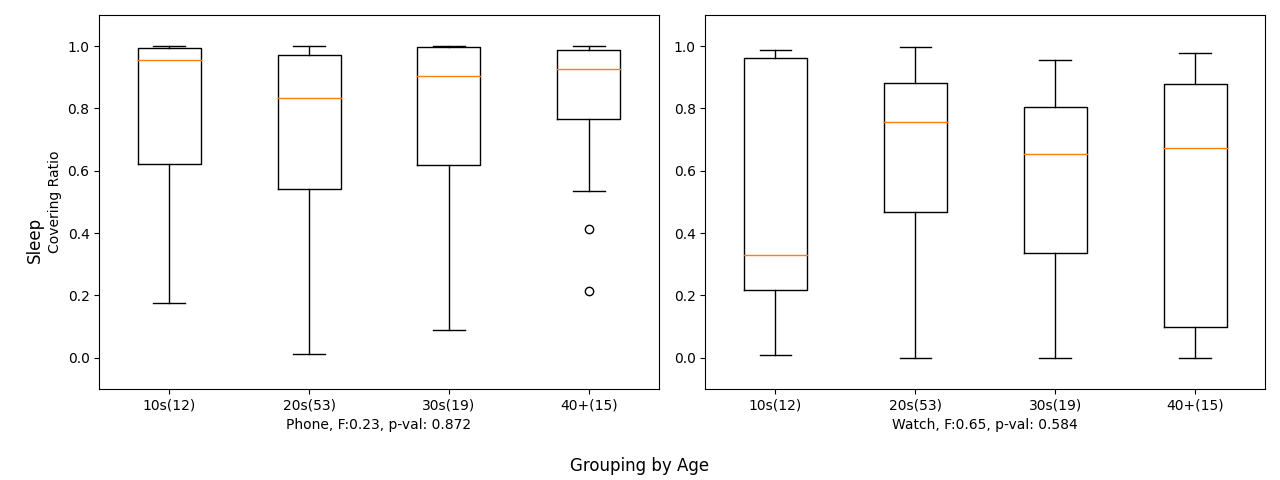 Sleep
Covering Ratio
1.0
0.8
0.6
0.4
0.2
0.0
10s(12) 20s(53) 30s(19) 40+(15)
Phone, F:0.23, p-val: 0.872
1.0
0.8
0.6
0.4
0.2
0.0
10s(12) 20s(53) 30s(19) 40+(15)
Watch, F:0.65, p-val: 0.584
Grouping by Age